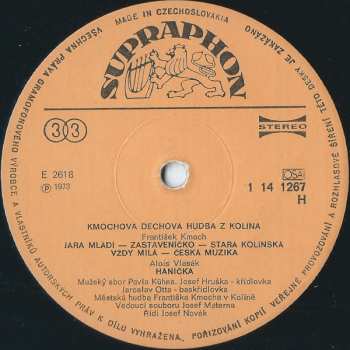 MADE IN CZECHOSLOVAKIA
VŠECHNA PRÁVA GRAMOFONOVÉHO VÝROBCE A VLASTNÍKŮ AUTORSKÝCH PRÁV K DÍLU VYHRAŽENA. POŘIZOVÁNÍ KOPIÍ VEŘEJNÉ PROVOZOVÁNÍ A ROZHLASOVÉ ŠÍŘENÍ TÉTO DESKY JE ZAKÁZÁNO
SUPRAPHON
33
STEREO
E 2618
Ⓟ 1973
OSA
1 14 1267
H
KMOCHOVA DECHOVÁ HUDBA Z KOLÍNA
František Kmoch
JARA MLÁDÍ — ZASTAVENÍČKO — STARÁ KOLÍNSKÁ
VŽDY MILÁ — ČESKÁ MUZIKA
Alois Vlasák
HANIČKA
Mužský sbor Pavla Kühna, Josef Hruška - křídlovka
Jaroslav Otta - baskřídlovka
Městská hudba Františka Kmocha v Kolíně
Vedoucí souboru Josef Materna
Řídí Josef Novák